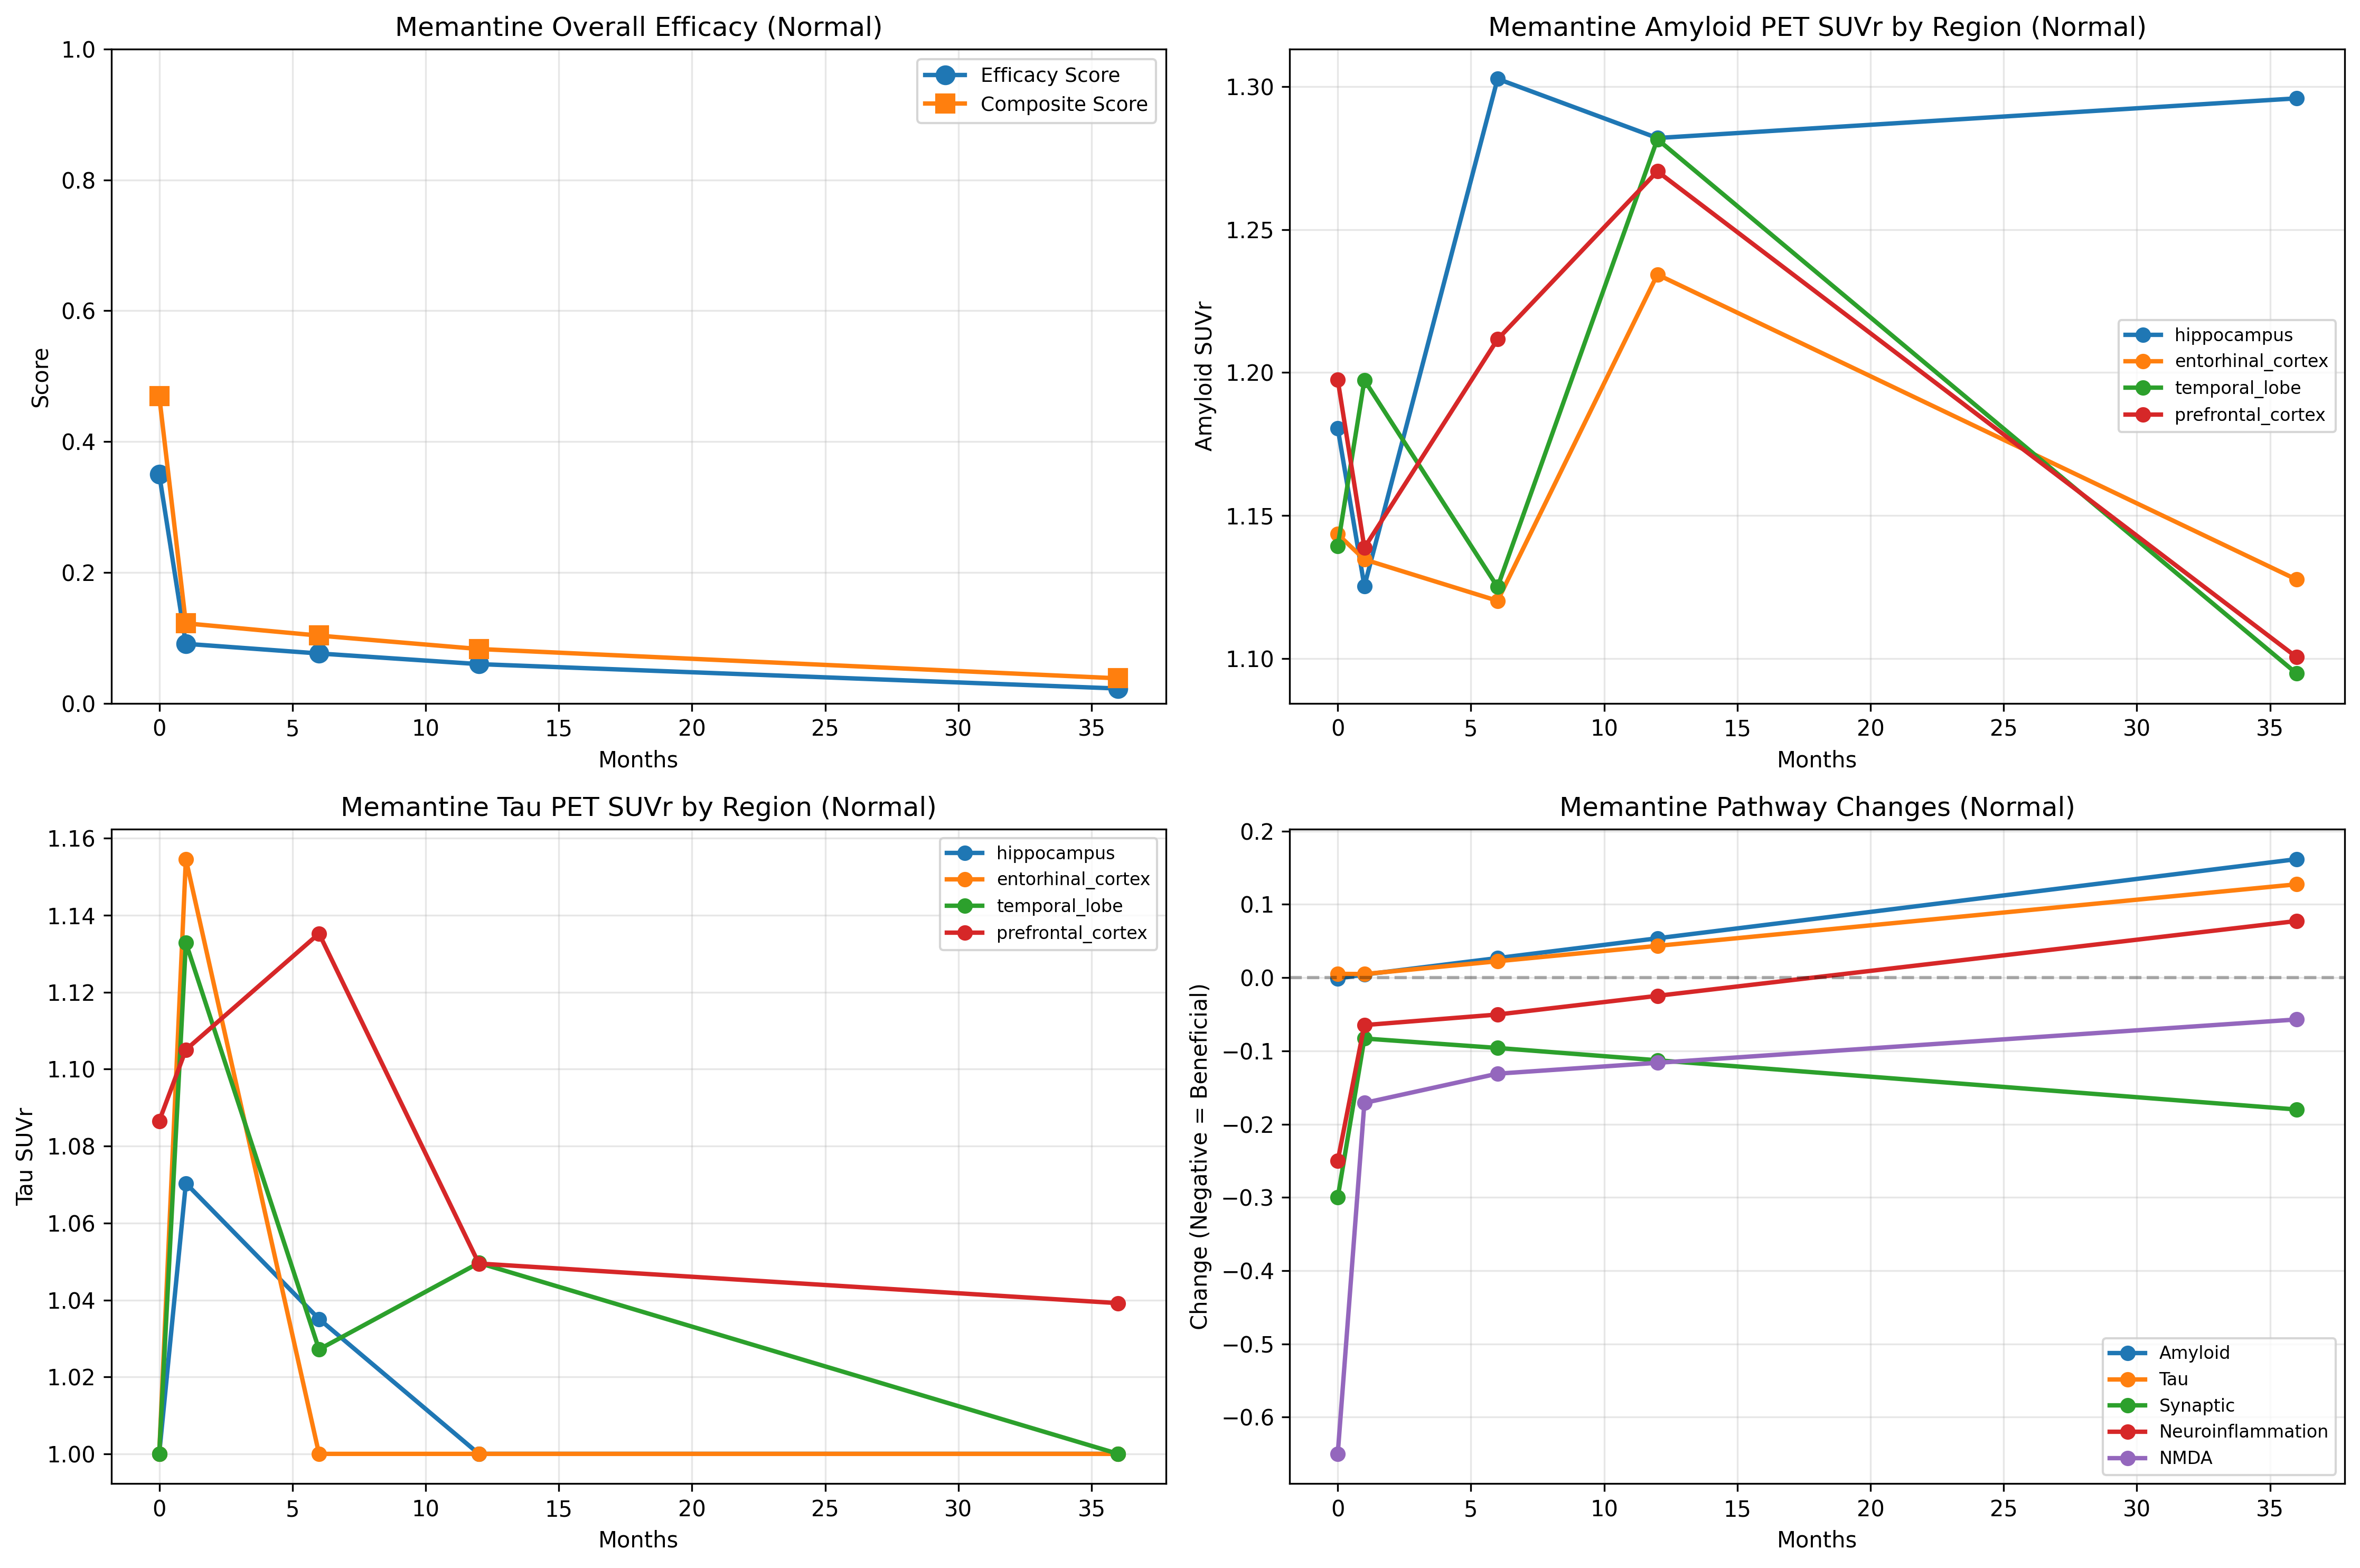 Memantine Overall Efficacy (Normal)
Efficacy Score
Composite Score
1.0
0.8
0.6
0.4
0.2
0.0
Score
0 5 10 15 20 25 30 35
Months
Memantine Amyloid PET SUVr by Region (Normal)
1.30
1.25
1.20
1.15
1.10
Amyloid SUVr
hippocampus
entorhinal_cortex
temporal_lobe
prefrontal_cortex
0 5 10 15 20 25 30 35
Months
Memantine Tau PET SUVr by Region (Normal)
hippocampus
entorhinal_cortex
temporal_lobe
prefrontal_cortex
1.16
1.14
1.12
1.10
1.08
1.06
1.04
1.02
1.00
Tau SUVr
0 5 10 15 20 25 30 35
Months
Memantine Pathway Changes (Normal)
0.2
0.1
0.0
−0.1
−0.2
−0.3
−0.4
−0.5
−0.6
Change (Negative = Beneficial)
Amyloid
Tau
Synaptic
Neuroinflammation
NMDA
0 5 10 15 20 25 30 35
Months